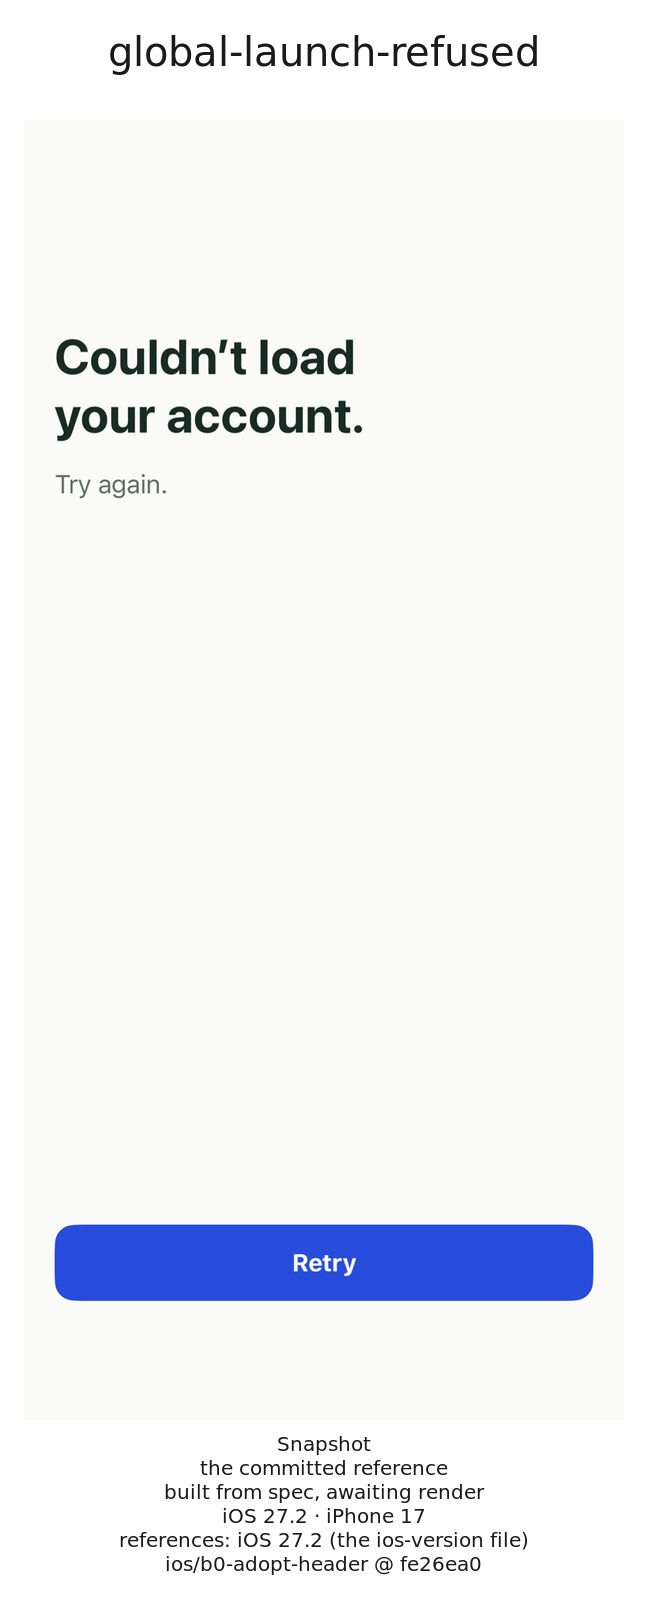 global-launch-refused
Couldn’t load
your account.
Try again.
Retry
Snapshot
the committed reference
built from spec, awaiting render
iOS 27.2 · iPhone 17
references: iOS 27.2 (the ios-version file)
ios/b0-adopt-header @ fe26ea0